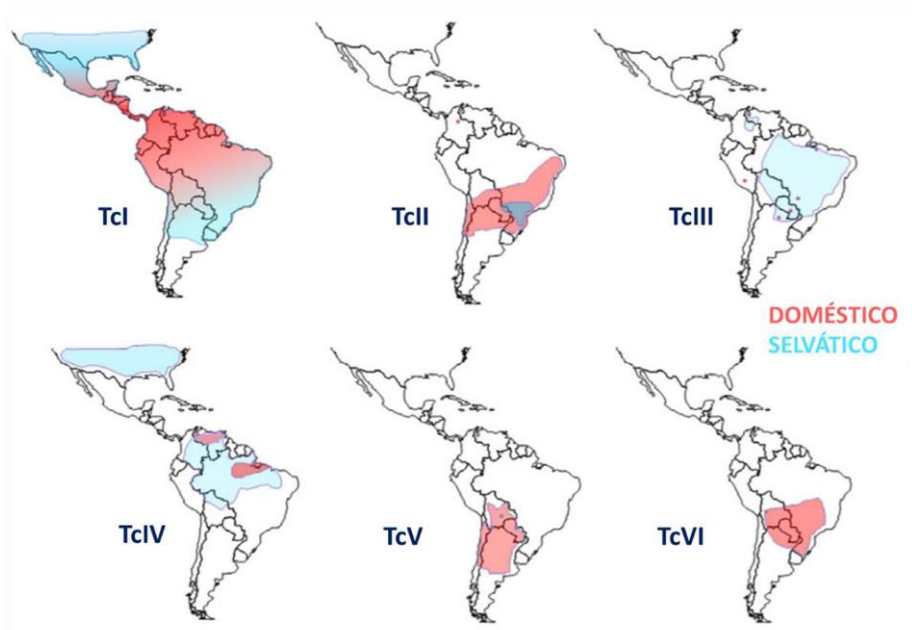 TcI
TcII
TcIII
DOMÉSTICO
SELVÁTICO
TcIV
TcV
TcVI